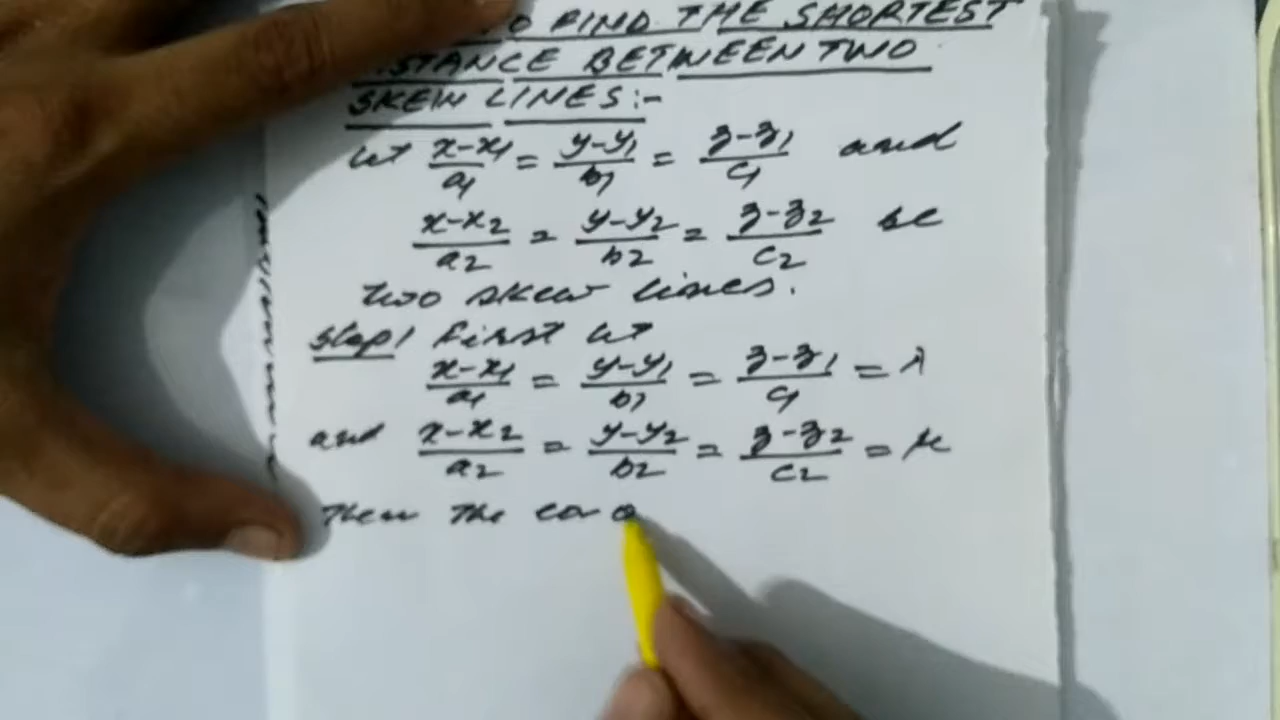 TO FIND THE SHORTEST
DISTANCE BETWEEN TWO
SKEW LINES:-
let (x-x1)/a1 = (y-y1)/b1 = (z-z1)/c1 and
(x-x2)/a2 = (y-y2)/b2 = (z-z2)/c2 be
two skew lines.
Step1 first let
(x-x1)/a1 = (y-y1)/b1 = (z-z1)/c1 = λ
and (x-x2)/a2 = (y-y2)/b2 = (z-z2)/c2 = μ
Then the co-o